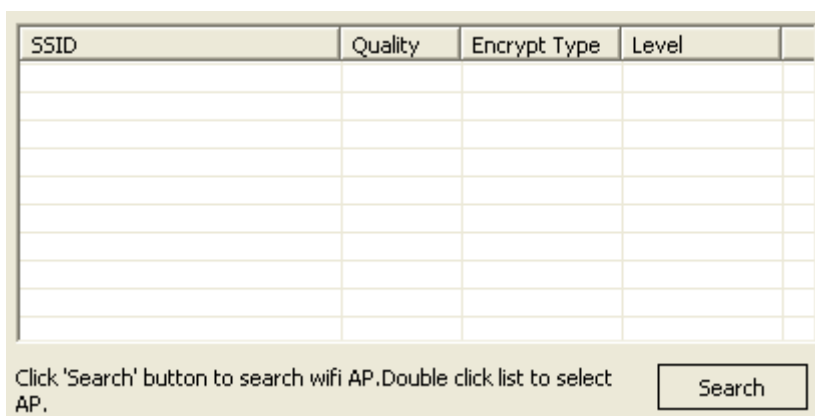 SSID Quality Encrypt Type Level
Click 'Search' button to search wifi AP.Double click list to select
AP.
Search